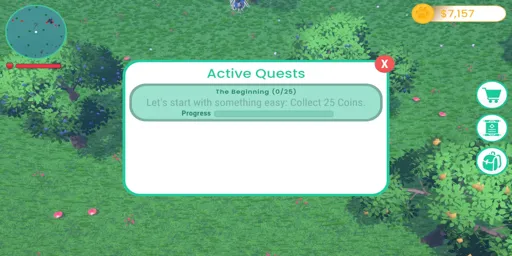 $7,157
X
Active Quests
The Beginning (0/25)
Let's start with something easy: Collect 25 Coins.
Progress